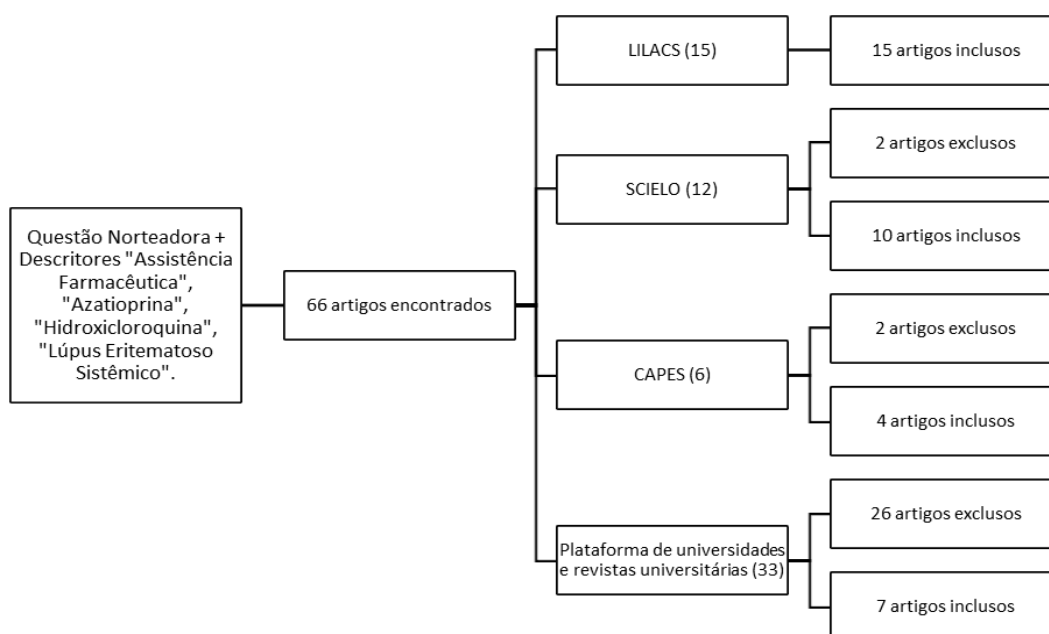 Questão Norteadora +
Descritores "Assistência
Farmacêutica",
"Azatioprina",
"Hidroxicloroquina",
"Lúpus Eritematoso
Sistêmico".
66 artigos encontrados
LILACS (15)
15 artigos inclusos
SCIELO (12)
2 artigos exclusos
10 artigos inclusos
CAPES (6)
2 artigos exclusos
4 artigos inclusos
Plataforma de universidades
e revistas universitárias (33)
26 artigos exclusos
7 artigos inclusos